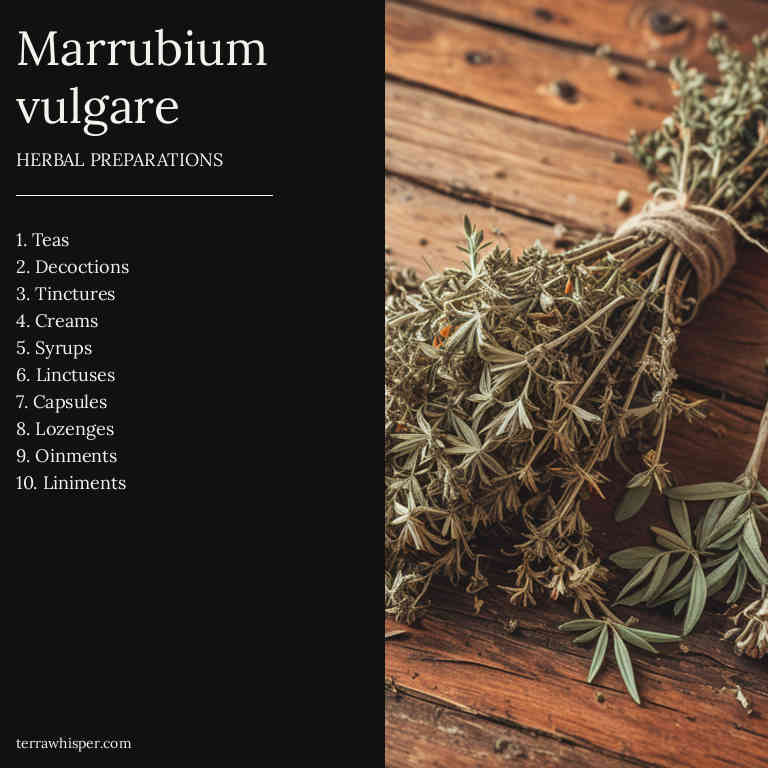 Marrubium
vulgare
HERBAL PREPARATIONS
1. Teas
2. Decoctions
3. Tinctures
4. Creams
5. Syrups
6. Linctuses
7. Capsules
8. Lozenges
9. Oinments
10. Liniments
terrawhisper.com